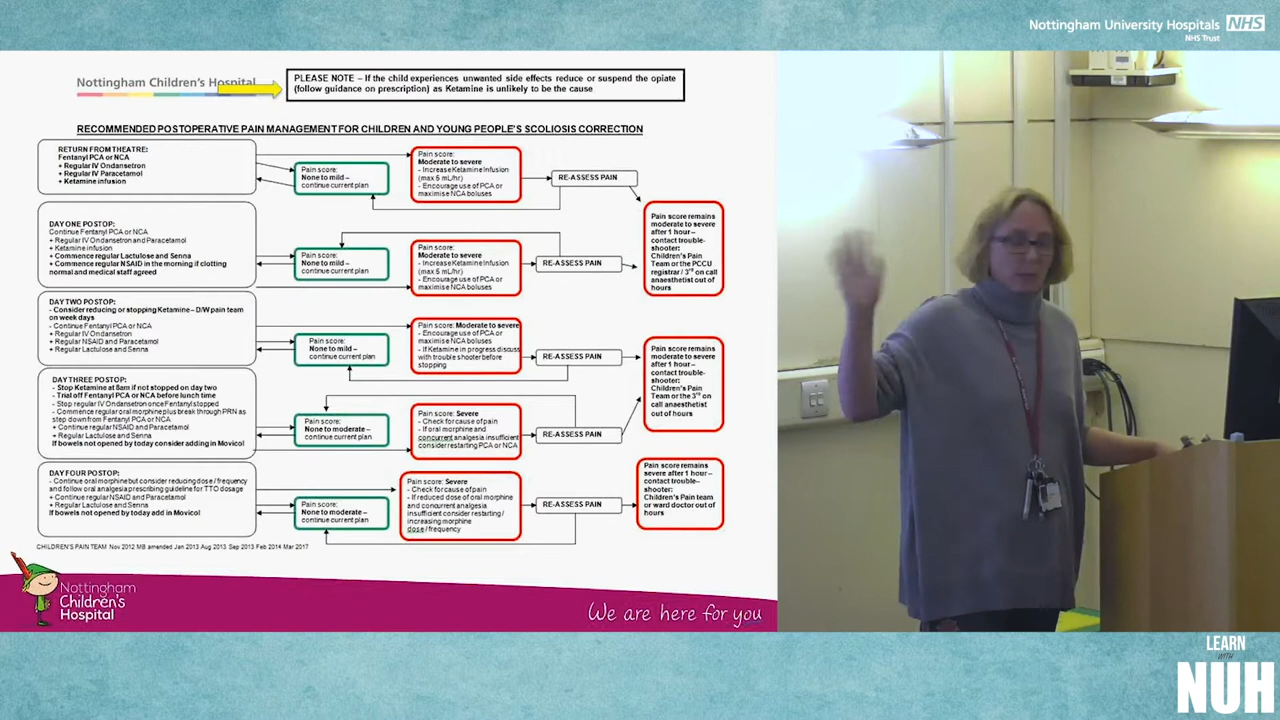 Nottingham University Hospitals NHS
NHS Trust
Nottingham Children's Hospital
PLEASE NOTE – If the child experiences unwanted side effects reduce or suspend the opiate
(follow guidance on prescription) as Ketamine is unlikely to be the cause
RECOMMENDED POSTOPERATIVE PAIN MANAGEMENT FOR CHILDREN AND YOUNG PEOPLE'S SCOLIOSIS CORRECTION
RETURN FROM THEATRE:
Fentanyl PCA or NCA
+ Regular IV Ondansetron
+ Regular IV Paracetamol
+ Ketamine infusion
Pain score:
None to mild –
continue current plan
Pain score:
Moderate to severe
- Increase Ketamine Infusion
(max 5 mL/hr)
- Encourage use of PCA or
maximise NCA boluses
RE-ASSESS PAIN
Pain score remains
moderate to severe
after 1 hour –
contact trouble-
shooter:
Children's Pain
Team or the PCCU
registrar / 3rd on call
anaesthetist out of
hours
DAY ONE POSTOP:
Continue Fentanyl PCA or NCA
+ Regular IV Ondansetron and Paracetamol
+ Ketamine infusion
+ Commence regular Lactulose and Senna
+ Commence regular NSAID in the morning if clotting
normal and medical staff agreed
Pain score:
None to mild –
continue current plan
Pain score:
Moderate to severe
- Increase Ketamine Infusion
(max 5 mL/hr)
- Encourage use of PCA or
maximise NCA boluses
RE-ASSESS PAIN
DAY TWO POSTOP:
- Consider reducing or stopping Ketamine – D/W pain team
on week days
- Continue Fentanyl PCA or NCA
+ Regular IV Ondansetron
+ Regular NSAID and Paracetamol
+ Regular Lactulose and Senna
Pain score:
None to mild –
continue current plan
Pain score: Moderate to severe
- Encourage use of PCA or
maximise NCA boluses
- If Ketamine in progress discuss
with trouble shooter before
stopping
RE-ASSESS PAIN
Pain score remains
moderate to severe
after 1 hour –
contact trouble-
shooter:
Children's Pain
Team or the 3rd on
call anaesthetist
out of hours
DAY THREE POSTOP:
- Stop Ketamine at 8am if not stopped on day two
- Trial off Fentanyl PCA or NCA before lunch time
- Stop regular IV Ondansetron once Fentanyl stopped
- Commence regular oral morphine plus break through PRN as
step down from Fentanyl PCA or NCA
+ Continue regular NSAID and Paracetamol
+ Regular Lactulose and Senna
If bowels not opened by today consider adding in Movicol
Pain score:
None to moderate –
continue current plan
Pain score: Severe
- Check for cause of pain
- If oral morphine and
concurrent analgesia insufficient
consider restarting PCA or NCA
RE-ASSESS PAIN
DAY FOUR POSTOP:
- Continue oral morphine but consider reducing dose / frequency
and follow oral analgesia prescribing guideline for TTO dosage
+ Continue regular NSAID and Paracetamol
+ Regular Lactulose and Senna
If bowels not opened by today add in Movicol
Pain score:
None to moderate –
continue current plan
Pain score: Severe
- Check for cause of pain
- If reduced dose of oral morphine
and concurrent analgesia
insufficient consider restarting /
increasing morphine
dose / frequency
RE-ASSESS PAIN
Pain score remains
severe after 1 hour –
contact trouble-
shooter:
Children's Pain team
or ward doctor out of
hours
CHILDREN'S PAIN TEAM Nov 2012 MB amended Jan 2013 Aug 2013 Sep 2013 Feb 2014 Mar 2017
Nottingham
Children's
Hospital
We are here for you
LEARN
WITH
NUH